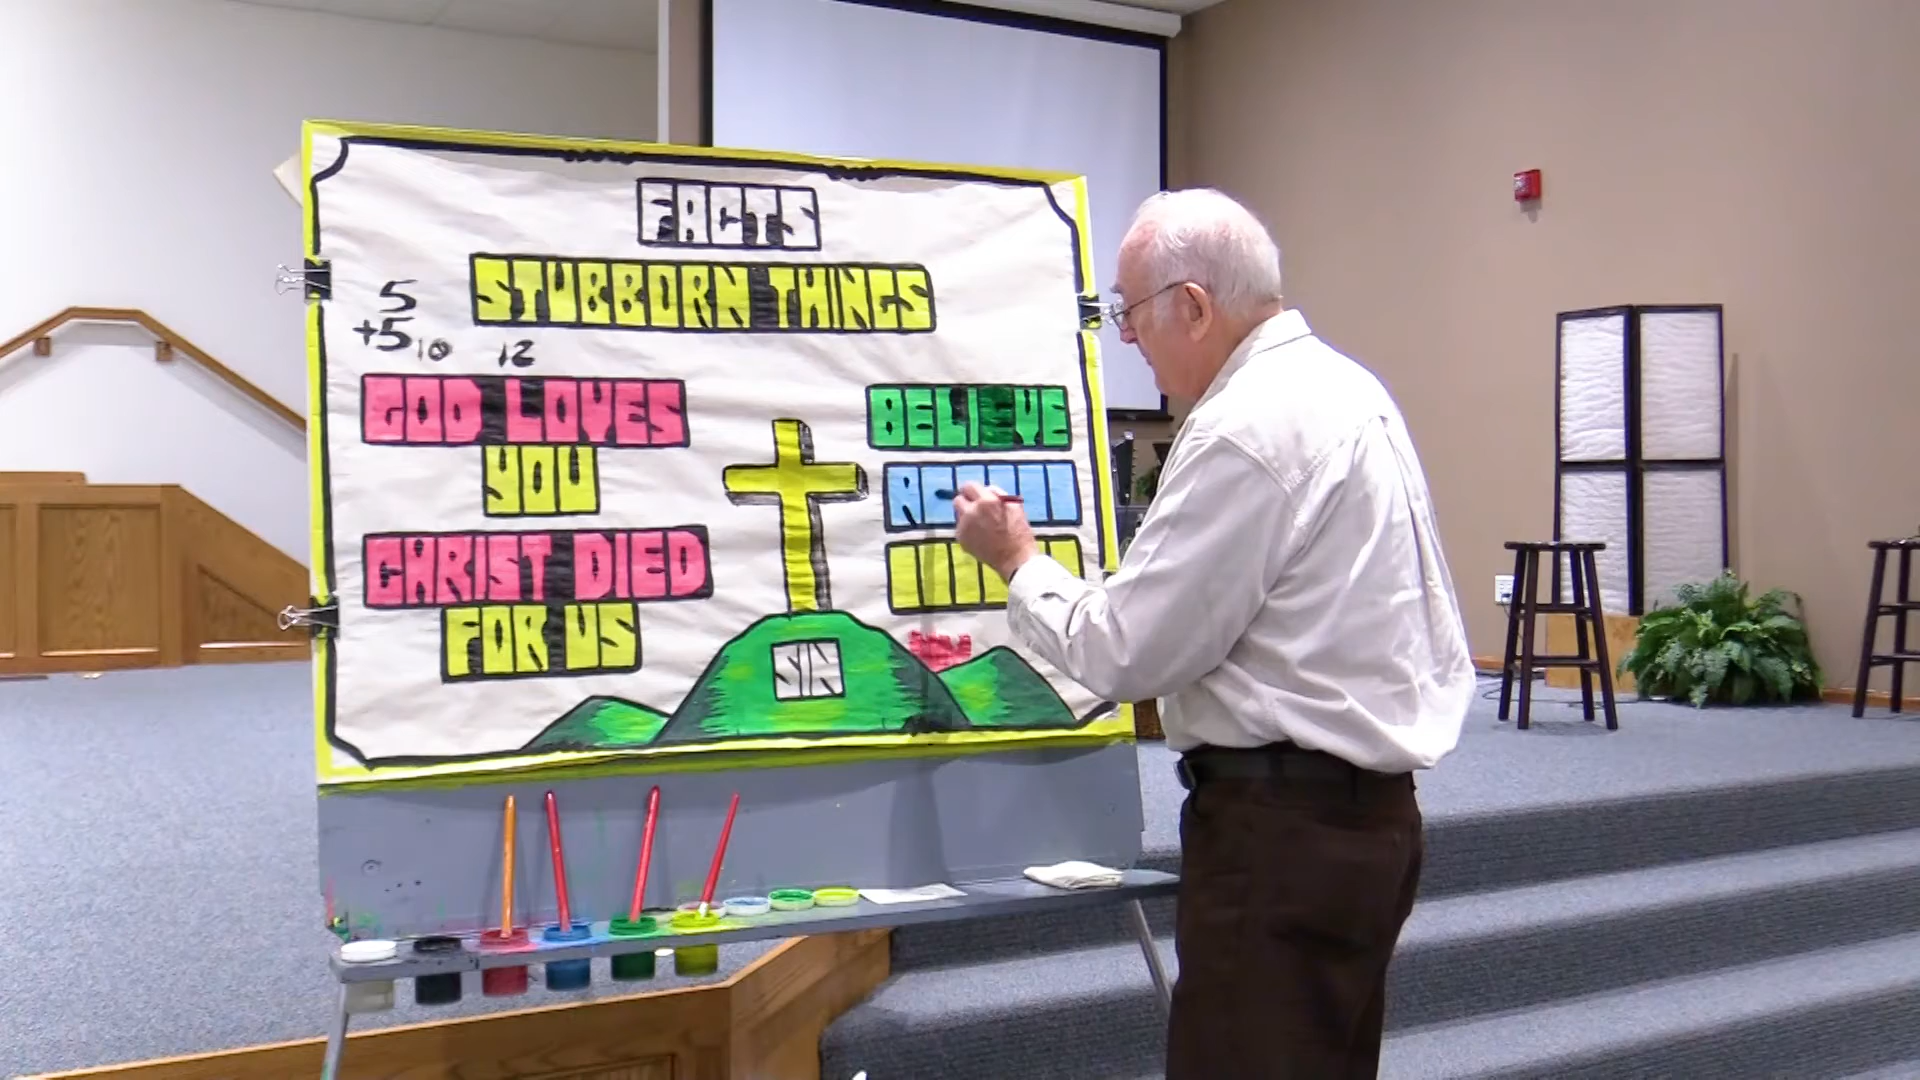 FACTS
STUBBORN THINGS
5
+5 10 12
GOD LOVES
YOU
CHRIST DIED
FOR US
BELIEVE
SIN